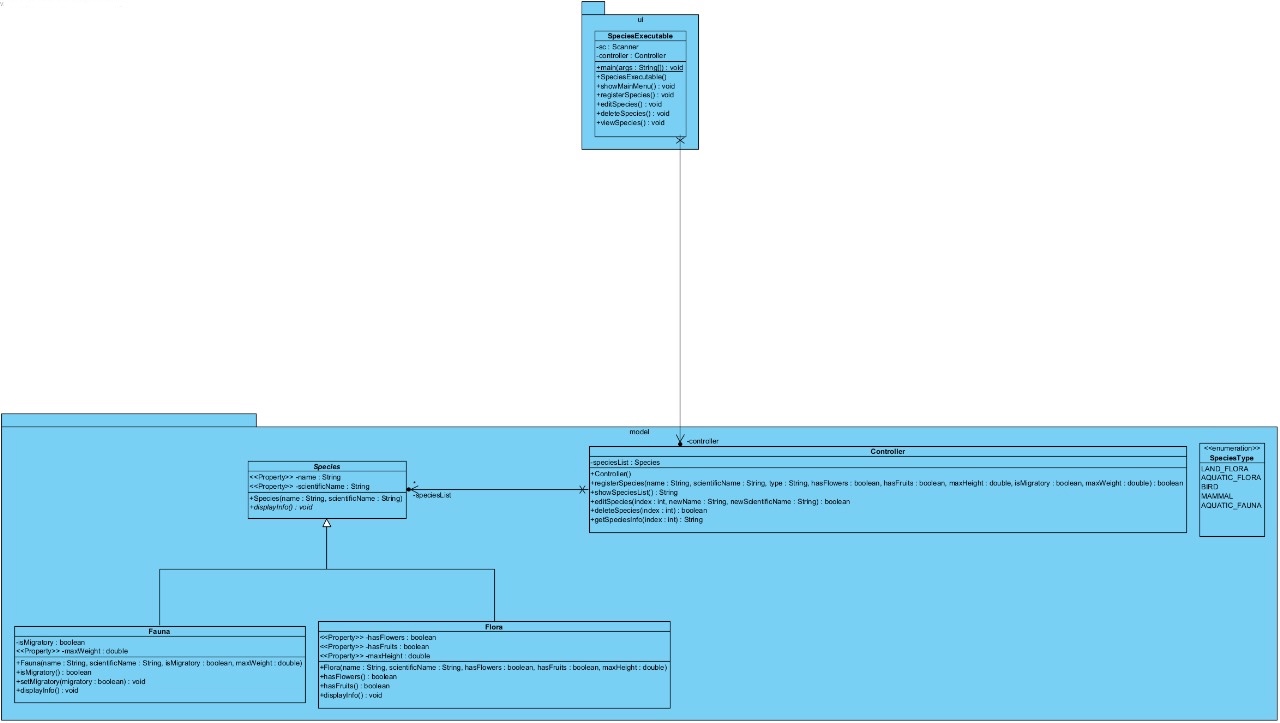 ui
SpeciesExecutable
-sc : Scanner
-controller : Controller
+main(args : String[]) : void
+SpeciesExecutable()
+showMainMenu() : void
+registerSpecies() : void
+editSpecies() : void
+deleteSpecies() : void
+viewSpecies() : void
model
-controller
Controller
-speciesList : Species
+Controller()
+registerSpecies(name : String, scientificName : String, type : String, hasFlowers : boolean, hasFruits : boolean, maxHeight : double, isMigratory : boolean, maxWeight : double) : boolean
+showSpeciesList() : String
+editSpecies(index : int, newName : String, newScientificName : String) : boolean
+deleteSpecies(index : int) : boolean
+getSpeciesInfo(index : int) : String
<<enumeration>>
SpeciesType
LAND_FLORA
AQUATIC_FLORA
BIRD
MAMMAL
AQUATIC_FAUNA
Species
<<Property>> -name : String
<<Property>> -scientificName : String
+Species(name : String, scientificName : String)
+displayInfo() : void
*
-speciesList
Fauna
-isMigratory : boolean
<<Property>> -maxWeight : double
+Fauna(name : String, scientificName : String, isMigratory : boolean, maxWeight : double)
+isMigratory() : boolean
+setMigratory(migratory : boolean) : void
+displayInfo() : void
Flora
<<Property>> -hasFlowers : boolean
<<Property>> -hasFruits : boolean
<<Property>> -maxHeight : double
+Flora(name : String, scientificName : String, hasFlowers : boolean, hasFruits : boolean, maxHeight : double)
+hasFlowers() : boolean
+hasFruits() : boolean
+displayInfo() : void